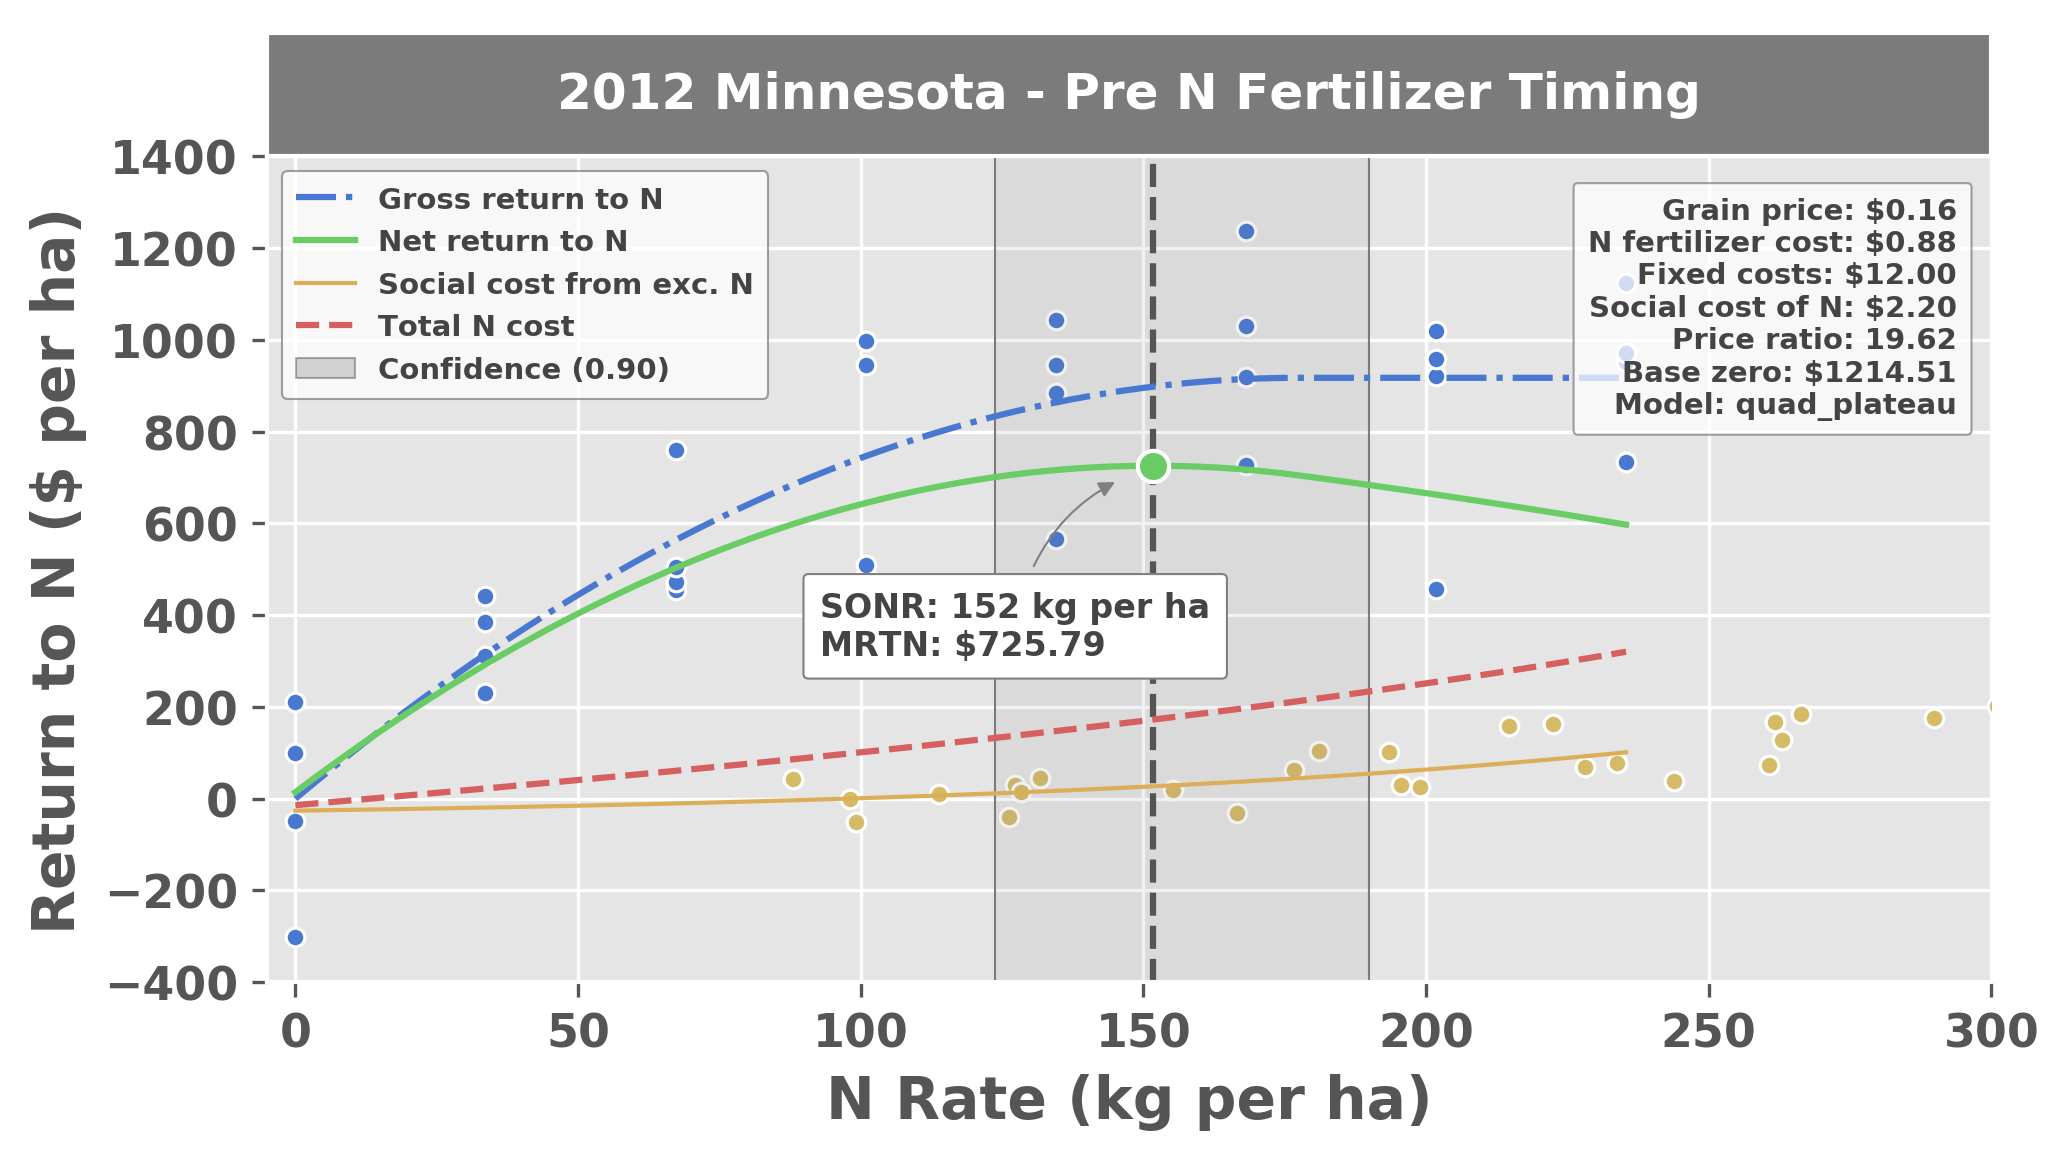 2012 Minnesota - Pre N Fertilizer Timing
Return to N ($ per ha)
1400
1200
1000
800
600
400
200
0
−200
−400
Gross return to N
Net return to N
Social cost from exc. N
Total N cost
Confidence (0.90)
Grain price: $0.16
N fertilizer cost: $0.88
Fixed costs: $12.00
Social cost of N: $2.20
Price ratio: 19.62
Base zero: $1214.51
Model: quad_plateau
SONR: 152 kg per ha
MRTN: $725.79
0 50 100 150 200 250 300
N Rate (kg per ha)